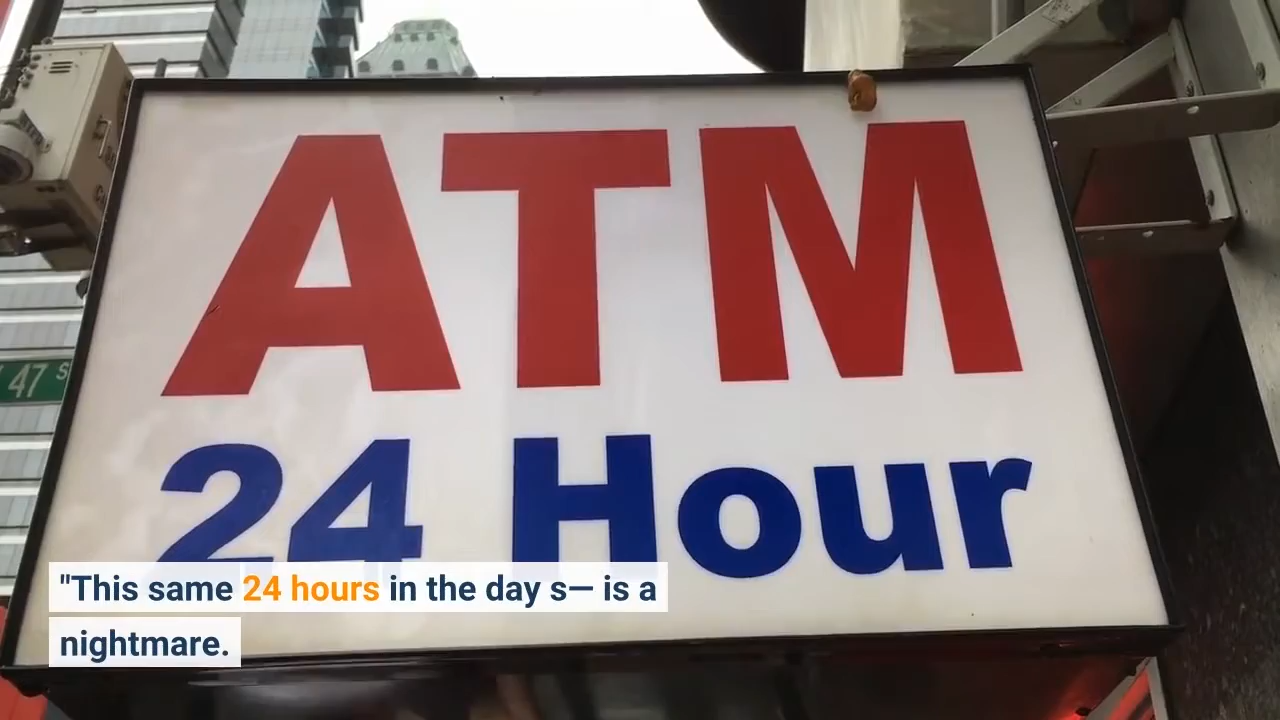 ATM
24 Hour
47 S
"This same 24 hours in the day s— is a
nightmare.